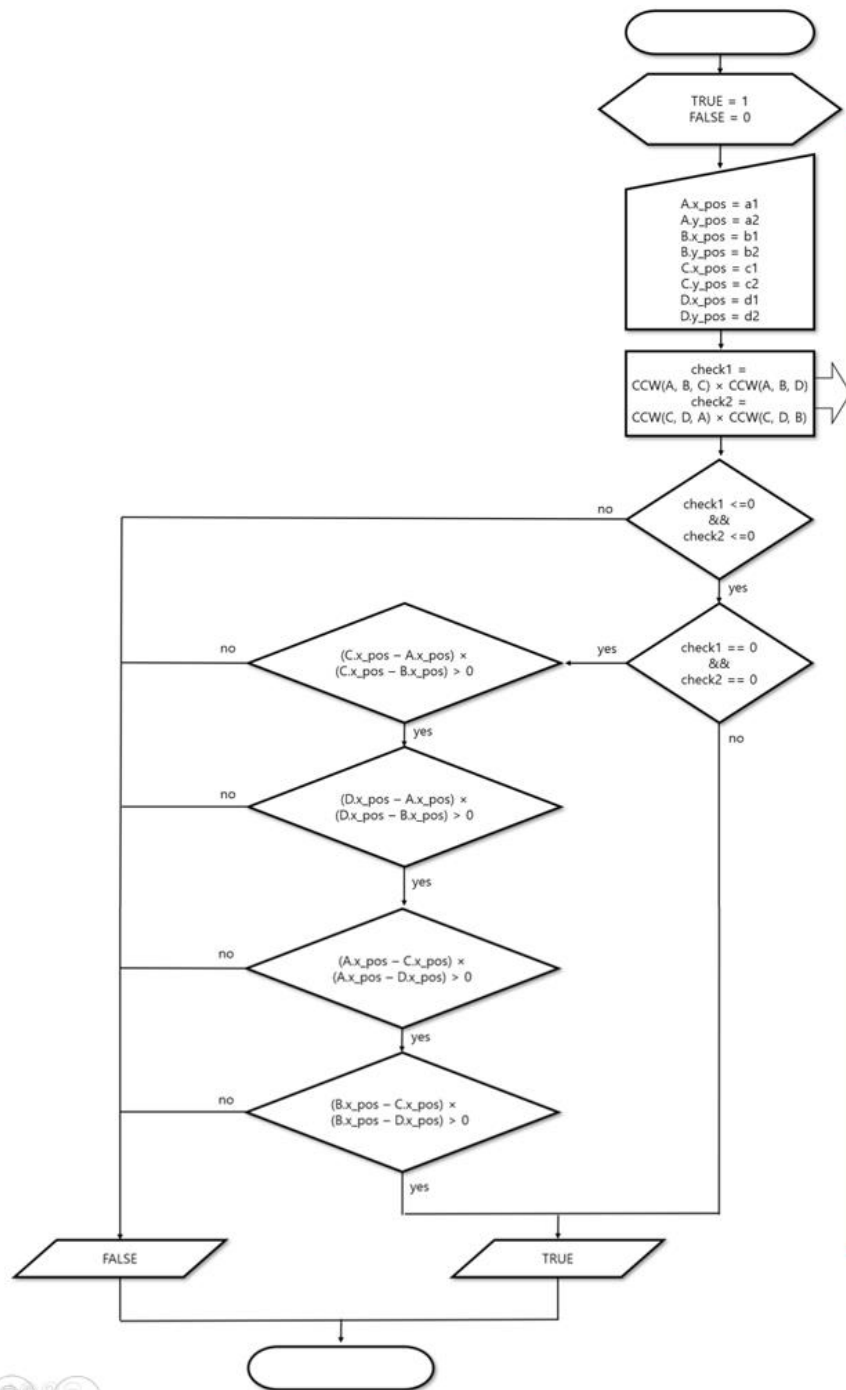 TRUE = 1
FALSE = 0
A.x_pos = a1
A.y_pos = a2
B.x_pos = b1
B.y_pos = b2
C.x_pos = c1
C.y_pos = c2
D.x_pos = d1
D.y_pos = d2
check1 =
CCW(A, B, C) × CCW(A, B, D)
check2 =
CCW(C, D, A) × CCW(C, D, B)
no
check1 <=0
&&
check2 <=0
yes
no
(C.x_pos – A.x_pos) ×
(C.x_pos – B.x_pos) > 0
yes
check1 == 0
&&
check2 == 0
yes
no
no
(D.x_pos – A.x_pos) ×
(D.x_pos – B.x_pos) > 0
yes
no
(A.x_pos – C.x_pos) ×
(A.x_pos – D.x_pos) > 0
yes
no
(B.x_pos – C.x_pos) ×
(B.x_pos – D.x_pos) > 0
yes
FALSE
TRUE